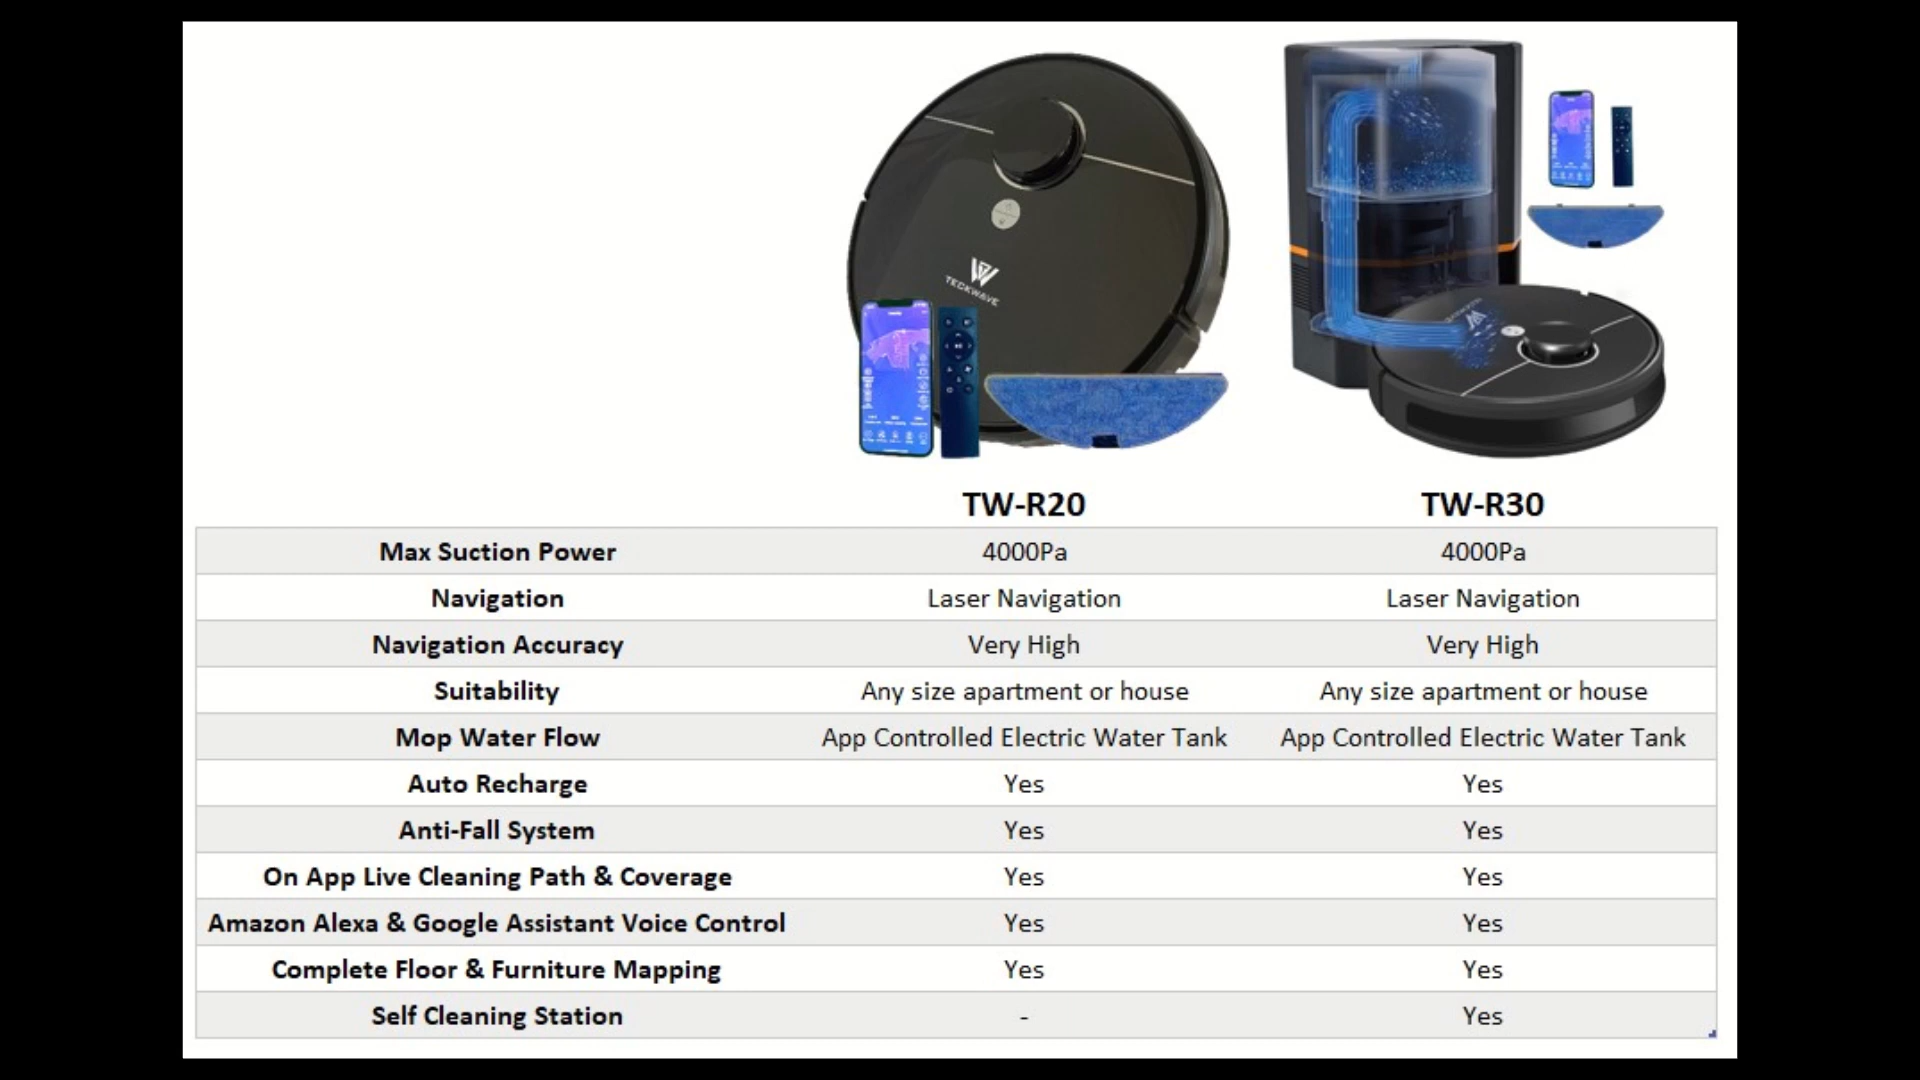 TECKWAVE
TW-R20 TW-R30
Max Suction Power 4000Pa 4000Pa
Navigation Laser Navigation Laser Navigation
Navigation Accuracy Very High Very High
Suitability Any size apartment or house Any size apartment or house
Mop Water Flow App Controlled Electric Water Tank App Controlled Electric Water Tank
Auto Recharge Yes Yes
Anti-Fall System Yes Yes
On App Live Cleaning Path & Coverage Yes Yes
Amazon Alexa & Google Assistant Voice Control Yes Yes
Complete Floor & Furniture Mapping Yes Yes
Self Cleaning Station - Yes